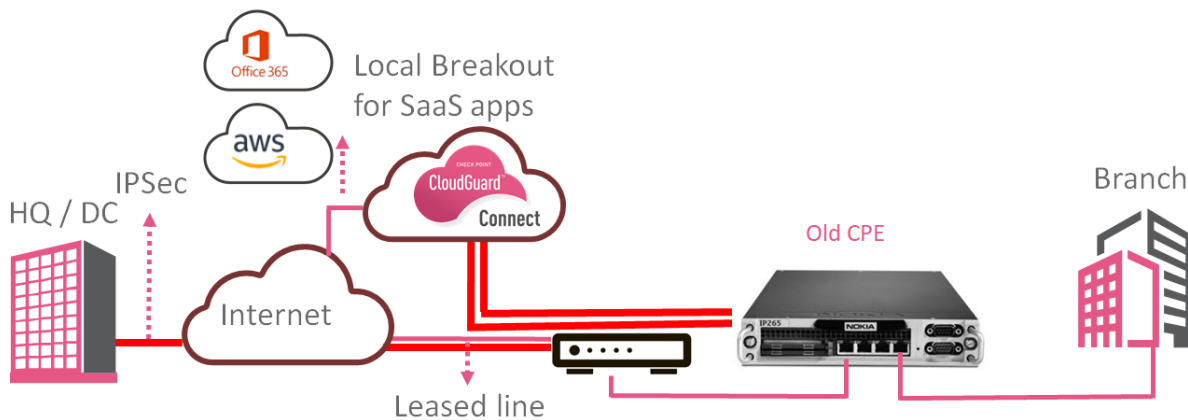 Office 365
aws
Local Breakout
for SaaS apps
IPSec
HQ / DC
CHECK POINT
CloudGuard™
Connect
Internet
Leased line
Old CPE
IP265
NOKIA
Branch